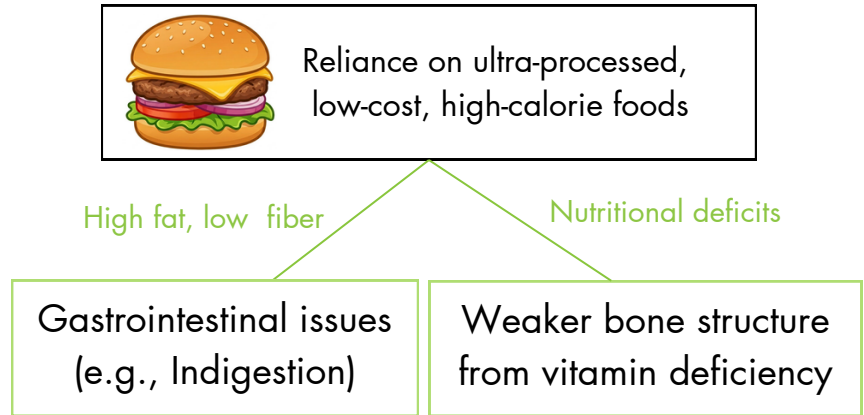 Reliance on ultra-processed,
low-cost, high-calorie foods
High fat, low fiber
Nutritional deficits
Gastrointestinal issues
(e.g., Indigestion)
Weaker bone structure
from vitamin deficiency